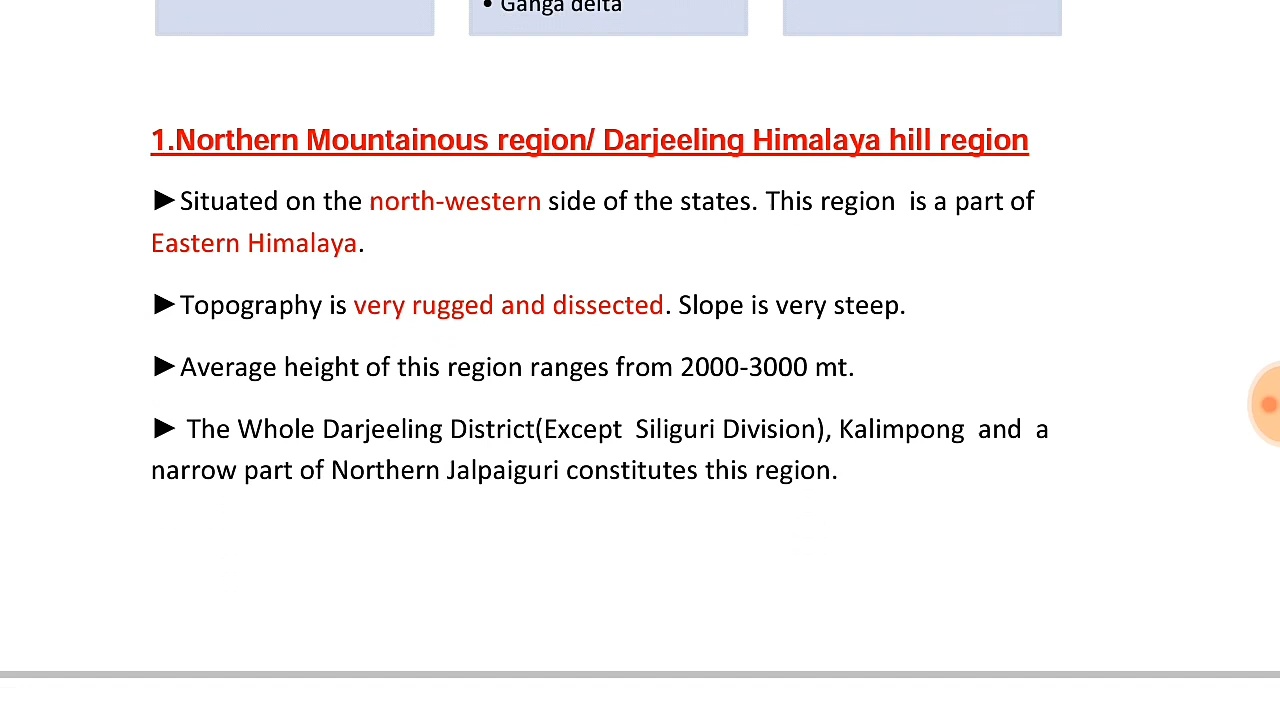 • Ganga delta
1.Northern Mountainous region/ Darjeeling Himalaya hill region
►Situated on the north-western side of the states. This region  is a part of
Eastern Himalaya.
►Topography is very rugged and dissected. Slope is very steep.
►Average height of this region ranges from 2000-3000 mt.
► The Whole Darjeeling District(Except  Siliguri Division), Kalimpong  and  a
narrow part of Northern Jalpaiguri constitutes this region.